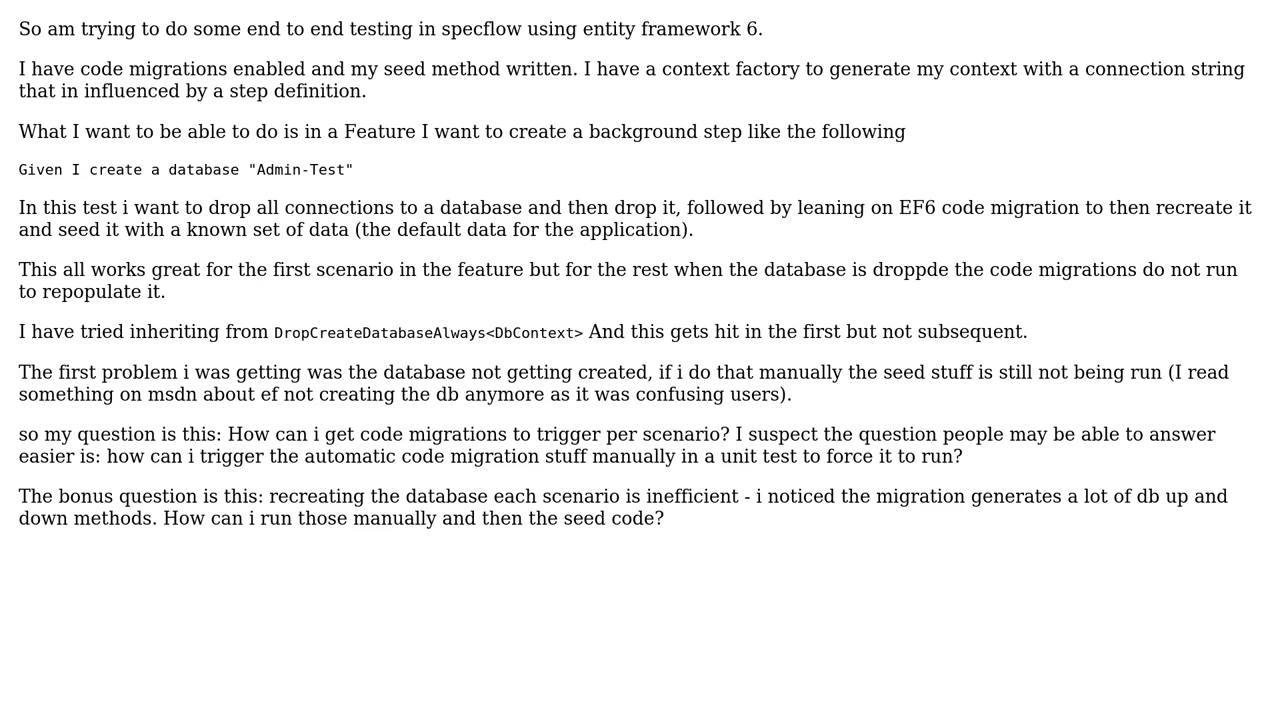 So am trying to do some end to end testing in specflow using entity framework 6.
I have code migrations enabled and my seed method written. I have a context factory to generate my context with a connection string
that in influenced by a step definition.
What I want to be able to do is in a Feature I want to create a background step like the following
Given I create a database "Admin-Test"
In this test i want to drop all connections to a database and then drop it, followed by leaning on EF6 code migration to then recreate it
and seed it with a known set of data (the default data for the application).
This all works great for the first scenario in the feature but for the rest when the database is droppde the code migrations do not run
to repopulate it.
I have tried inheriting from DropCreateDatabaseAlways<DbContext> And this gets hit in the first but not subsequent.
The first problem i was getting was the database not getting created, if i do that manually the seed stuff is still not being run (I read
something on msdn about ef not creating the db anymore as it was confusing users).
so my question is this: How can i get code migrations to trigger per scenario? I suspect the question people may be able to answer
easier is: how can i trigger the automatic code migration stuff manually in a unit test to force it to run?
The bonus question is this: recreating the database each scenario is inefficient - i noticed the migration generates a lot of db up and
down methods. How can i run those manually and then the seed code?